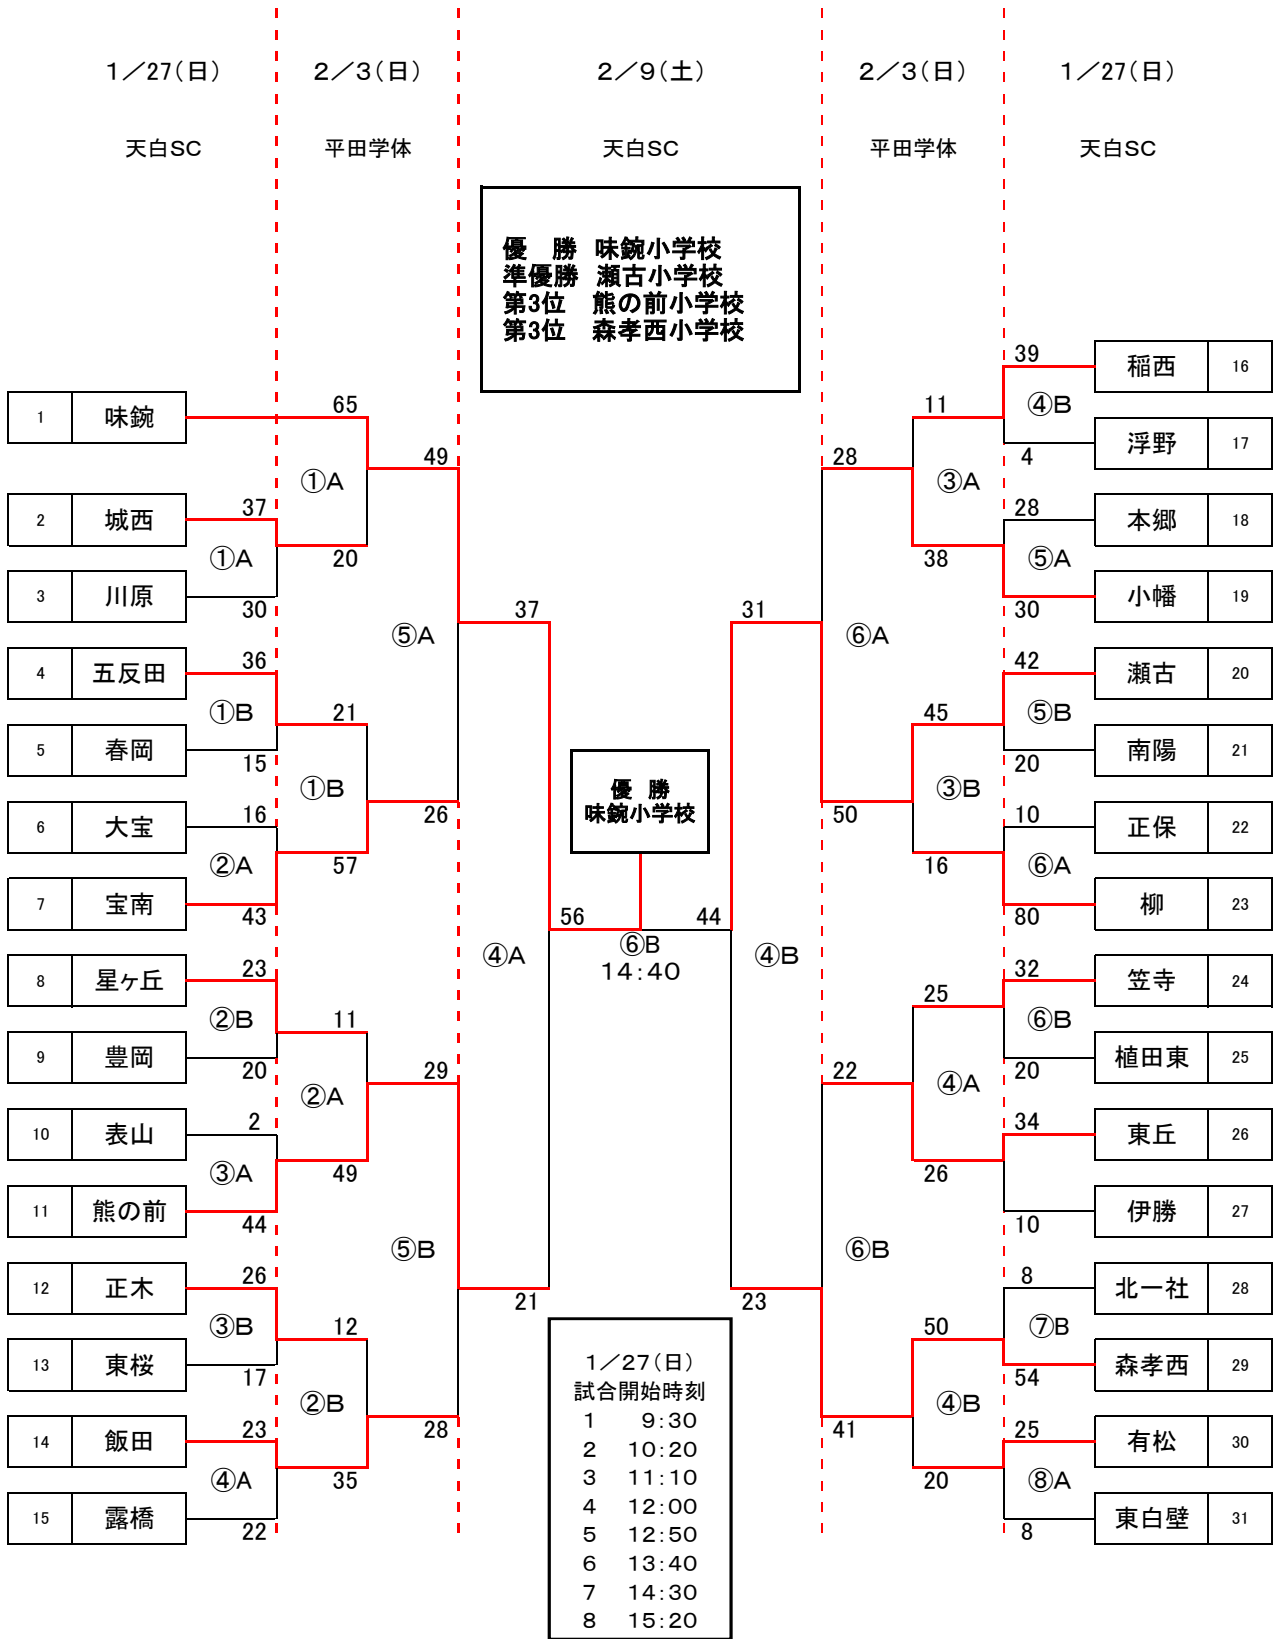 1／27(日)
2／3(日)
2／9(土)
2／3(日)
1／27(日)
天白SC
平田学体
天白SC
平田学体
天白SC
優　勝　味鋺小学校
準優勝　瀬古小学校
第3位　熊の前小学校
第3位　森孝西小学校
1 味鋺
2 城西
3 川原
4 五反田
5 春岡
6 大宝
7 宝南
8 星ヶ丘
9 豊岡
10 表山
11 熊の前
12 正木
13 東桜
14 飯田
15 露橋
37
①A
30
36
①B
15
16
②A
43
23
②B
20
2
③A
44
26
③B
17
23
④A
22
65
①A
20
21
①B
57
11
②A
49
12
②B
35
49
⑤A
26
29
⑤B
28
37
④A
21
優　勝
味鋺小学校
56
44
⑥B
14:40
31
④B
23
28
⑥A
50
22
⑥B
41
11
③A
38
45
③B
16
25
④A
26
50
④B
20
39
④B
4
28
⑤A
30
42
⑤B
20
10
⑥A
80
32
⑥B
20
34
10
8
⑦B
54
25
⑧A
8
稲西 16
浮野 17
本郷 18
小幡 19
瀬古 20
南陽 21
正保 22
柳 23
笠寺 24
植田東 25
東丘 26
伊勝 27
北一社 28
森孝西 29
有松 30
東白壁 31
1／27(日)
試合開始時刻
1 9:30
2 10:20
3 11:10
4 12:00
5 12:50
6 13:40
7 14:30
8 15:20